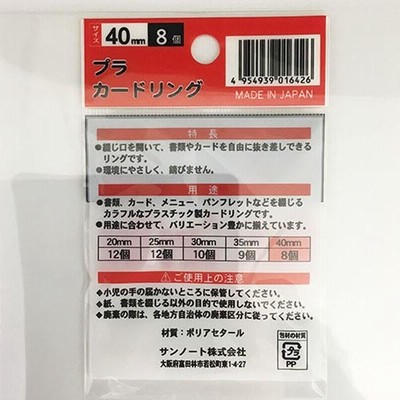 サイズ 40mm 8個
プラ
カードリング
4 954939 016426
MADE IN JAPAN
特長
●綴じ口を開いて、書類やカードを自由に抜き差しできる
リングです。
●環境にやさしく、錆びません。
用途
●書類、カード、メニュー、パンフレットなどを綴じる
カラフルなプラスチック製カードリングです。
●用途に合わせて、バリエーション豊かに揃えています。
20mm 25mm 30mm 35mm 40mm
12個 12個 10個 9個 8個
⚠ご使用上の注意
●小児の手の届かないところに保管してください。
●紙、書類を綴じる以外の目的で使用しないでください。
●廃棄の際は、各地方自治体の廃棄区分に従ってください。
材質：ポリアセタール
サンノート株式会社
大阪府富田林市若松町東1-4-27
包材の材質
プラ
PP